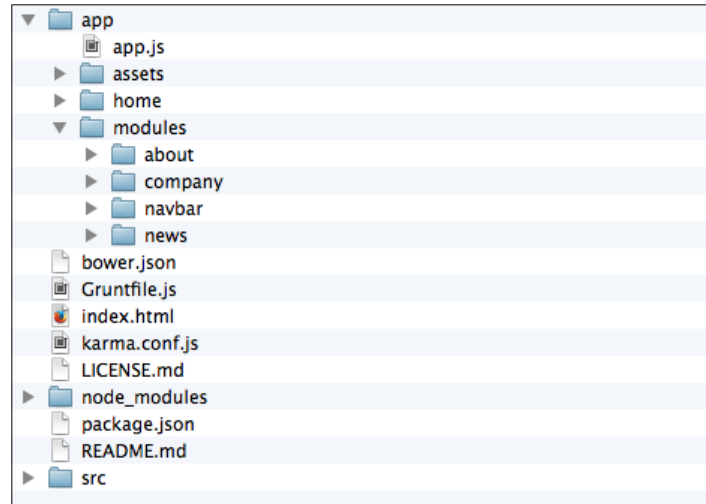 app
app.js
assets
home
modules
about
company
navbar
news
bower.json
Gruntfile.js
index.html
karma.conf.js
LICENSE.md
node_modules
package.json
README.md
src